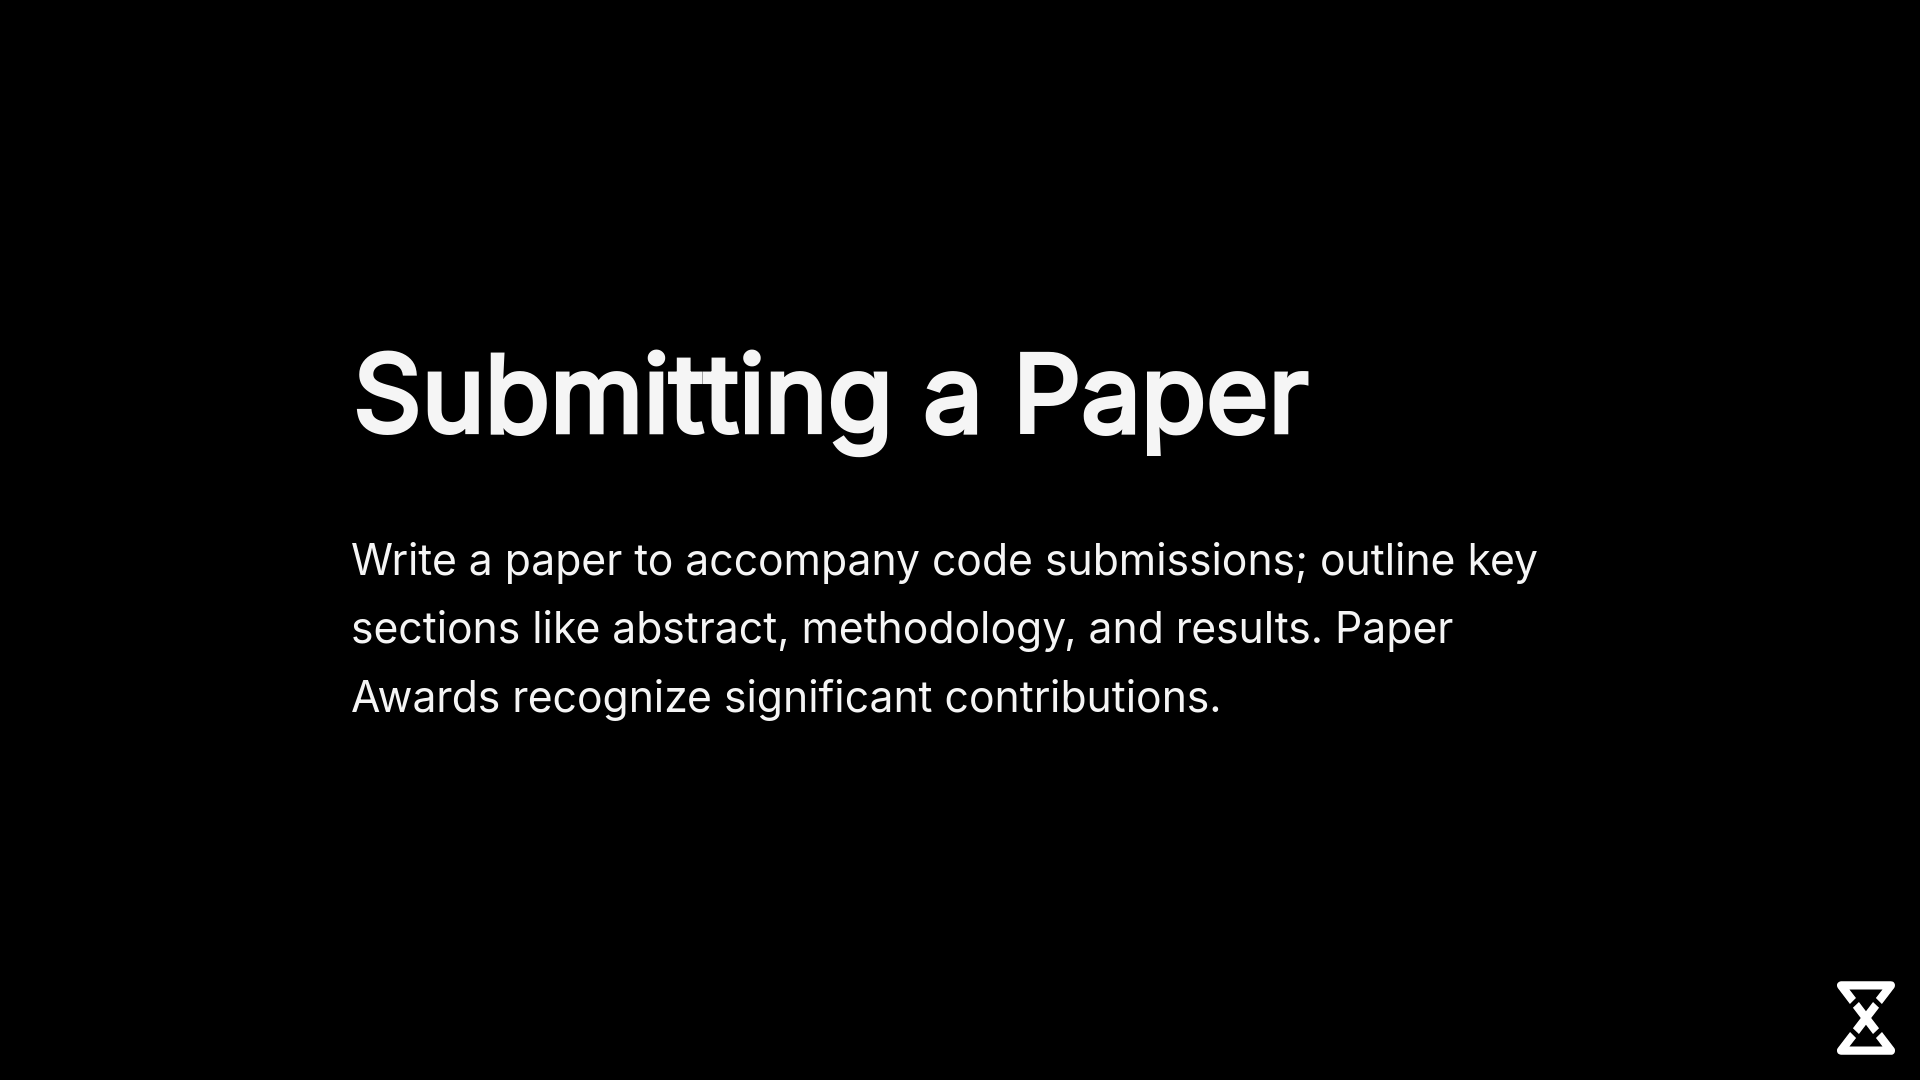 Submitting a Paper
Write a paper to accompany code submissions; outline key
sections like abstract, methodology, and results. Paper
Awards recognize significant contributions.